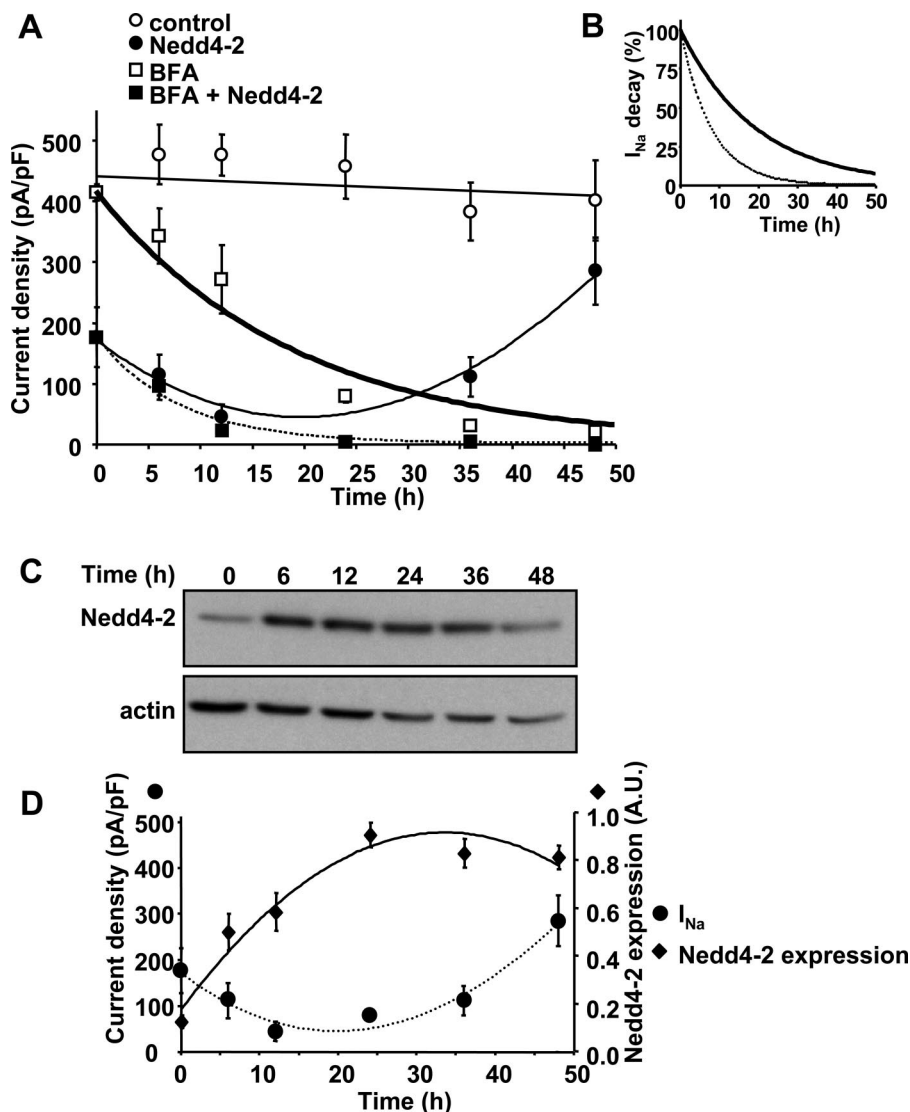 A
control
Nedd4-2
BFA
BFA + Nedd4-2
Current density (pA/pF)
500
400
300
200
100
0
0 5 10 15 20 25 30 35 40 45 50
Time (h)
B
I Na decay (%)
100
75
50
25
0
0 10 20 30 40 50
Time (h)
C
Time (h) 0 6 12 24 36 48
Nedd4-2
actin
D
Current density (pA/pF)
500
400
300
200
100
0
0 10 20 30 40 50
Time (h)
Nedd4-2 expression (A.U.)
1.0
0.8
0.6
0.4
0.2
0.0
I Na
Nedd4-2 expression